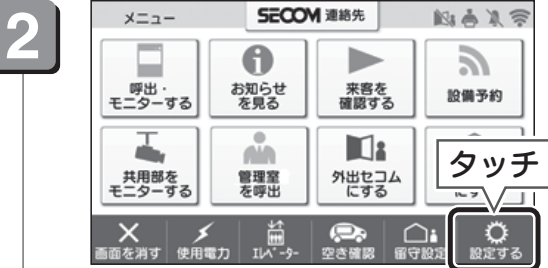 2
メニュー
SECOM 連絡先
呼出・
モニターする
お知らせ
を見る
来客を
確認する
設備予約
共用部を
モニターする
管理室
を呼出
外出セコム
にする
にす
タッチ
画面を消す
使用電力
ｴﾚﾍﾞｰﾀｰ
空き確認
留守設定
設定する